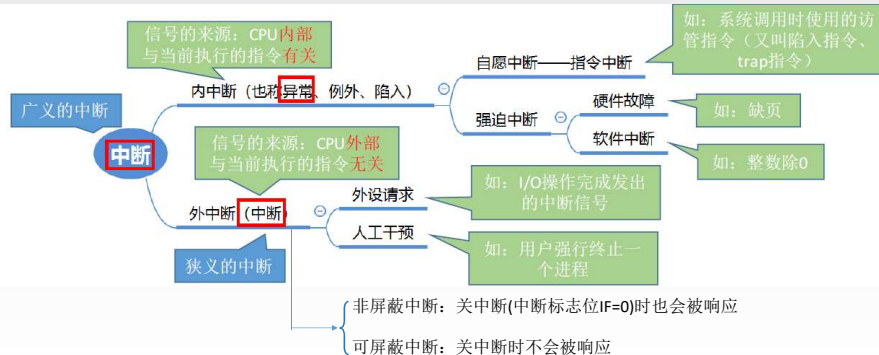 信号的来源：CPU内部
与当前执行的指令有关
如：系统调用时使用的访
管指令（又叫陷入指令、
trap指令）
自愿中断——指令中断
内中断（也称异常、例外、陷入）
广义的中断
硬件故障
如：缺页
强迫中断
信号的来源：CPU外部
与当前执行的指令无关
软件中断
如：整数除0
中断
外设请求
如：I/O操作完成发出
的中断信号
外中断（中断）
人工干预
如：用户强行终止一
个进程
狭义的中断
非屏蔽中断：关中断(中断标志位IF=0)时也会被响应
可屏蔽中断：关中断时不会被响应